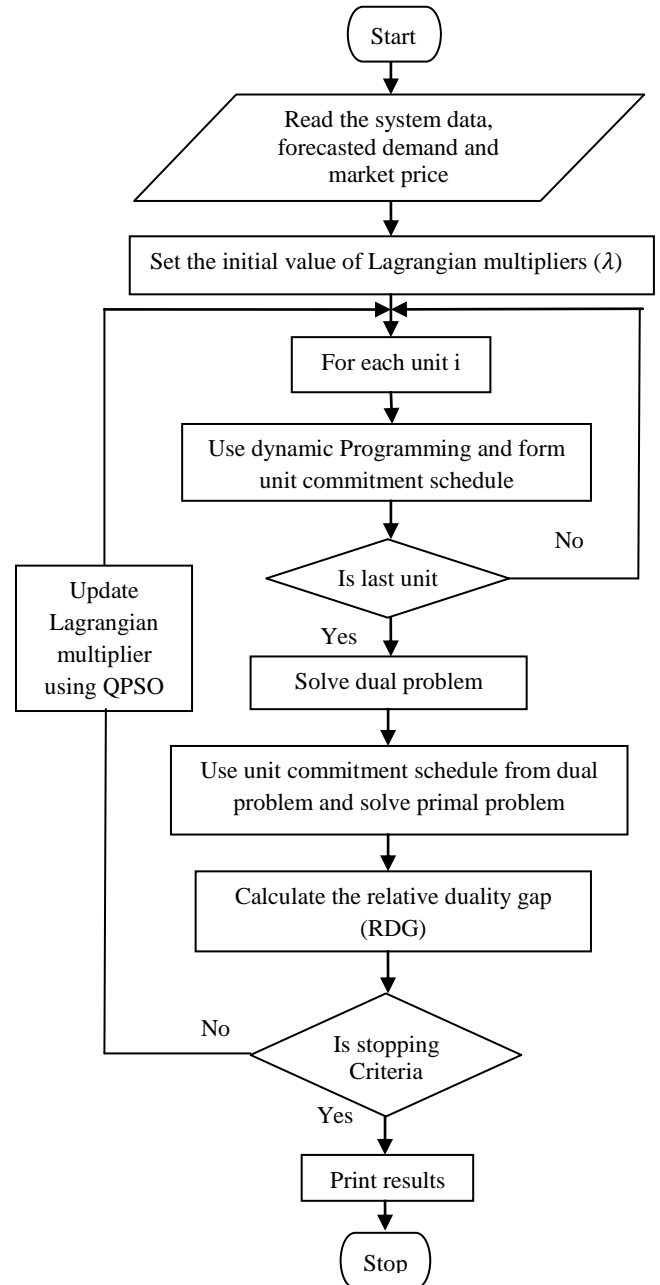 Start
Read the system data,
forecasted demand and
market price
Set the initial value of Lagrangian multipliers (λ)
For each unit i
Use dynamic Programming and form
unit commitment schedule
No
Is last unit
Update
Lagrangian
multiplier
using QPSO
Yes
Solve dual problem
Use unit commitment schedule from dual
problem and solve primal problem
Calculate the relative duality gap
(RDG)
No
Is stopping
Criteria
Yes
Print results
Stop